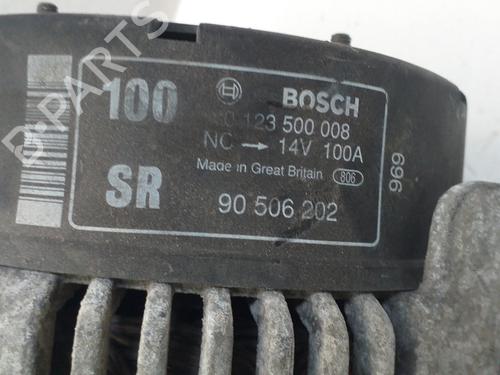 100
BOSCH
0 123 500 008
NC → 14V 100A
Made in Great Britain 806
SR
90 506 202
969
B-PARTS